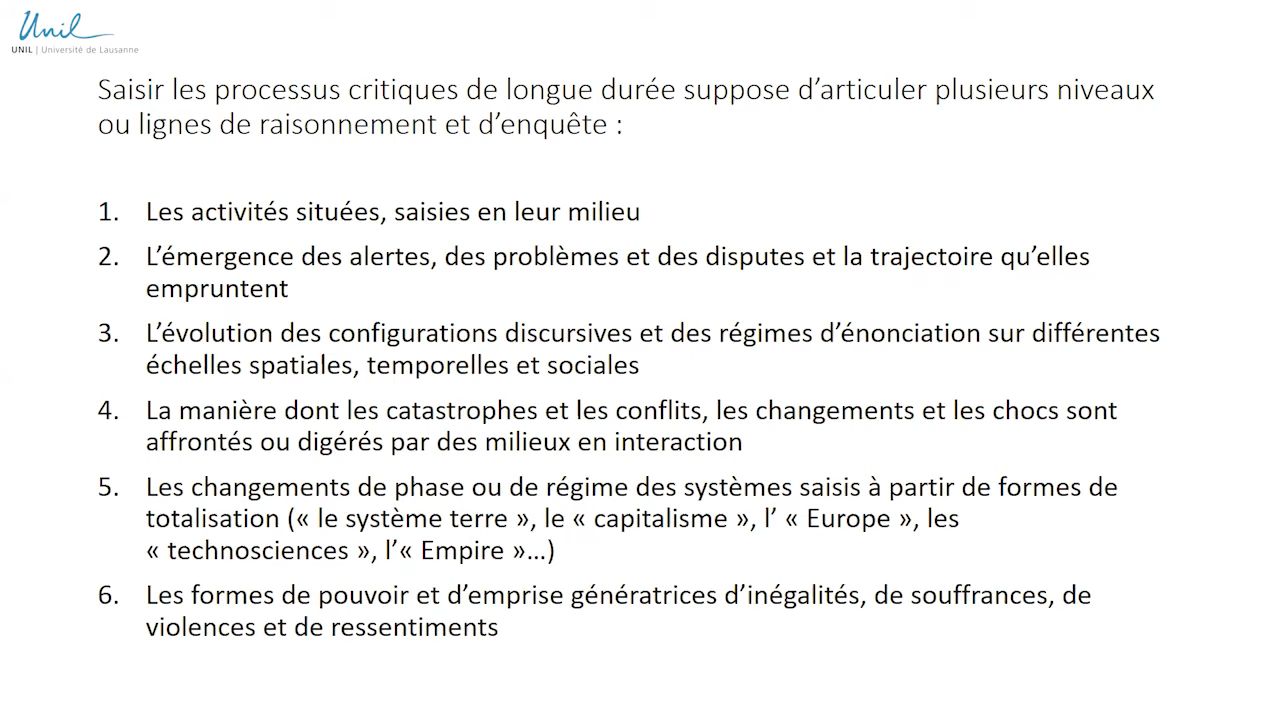 Unil
UNIL | Université de Lausanne
Saisir les processus critiques de longue durée suppose d’articuler plusieurs niveaux
ou lignes de raisonnement et d’enquête :
1. Les activités situées, saisies en leur milieu
2. L’émergence des alertes, des problèmes et des disputes et la trajectoire qu’elles
empruntent
3. L’évolution des configurations discursives et des régimes d’énonciation sur différentes
échelles spatiales, temporelles et sociales
4. La manière dont les catastrophes et les conflits, les changements et les chocs sont
affrontés ou digérés par des milieux en interaction
5. Les changements de phase ou de régime des systèmes saisis à partir de formes de
totalisation (« le système terre », le « capitalisme », l’ « Europe », les
« technosciences », l’« Empire »…)
6. Les formes de pouvoir et d’emprise génératrices d’inégalités, de souffrances, de
violences et de ressentiments